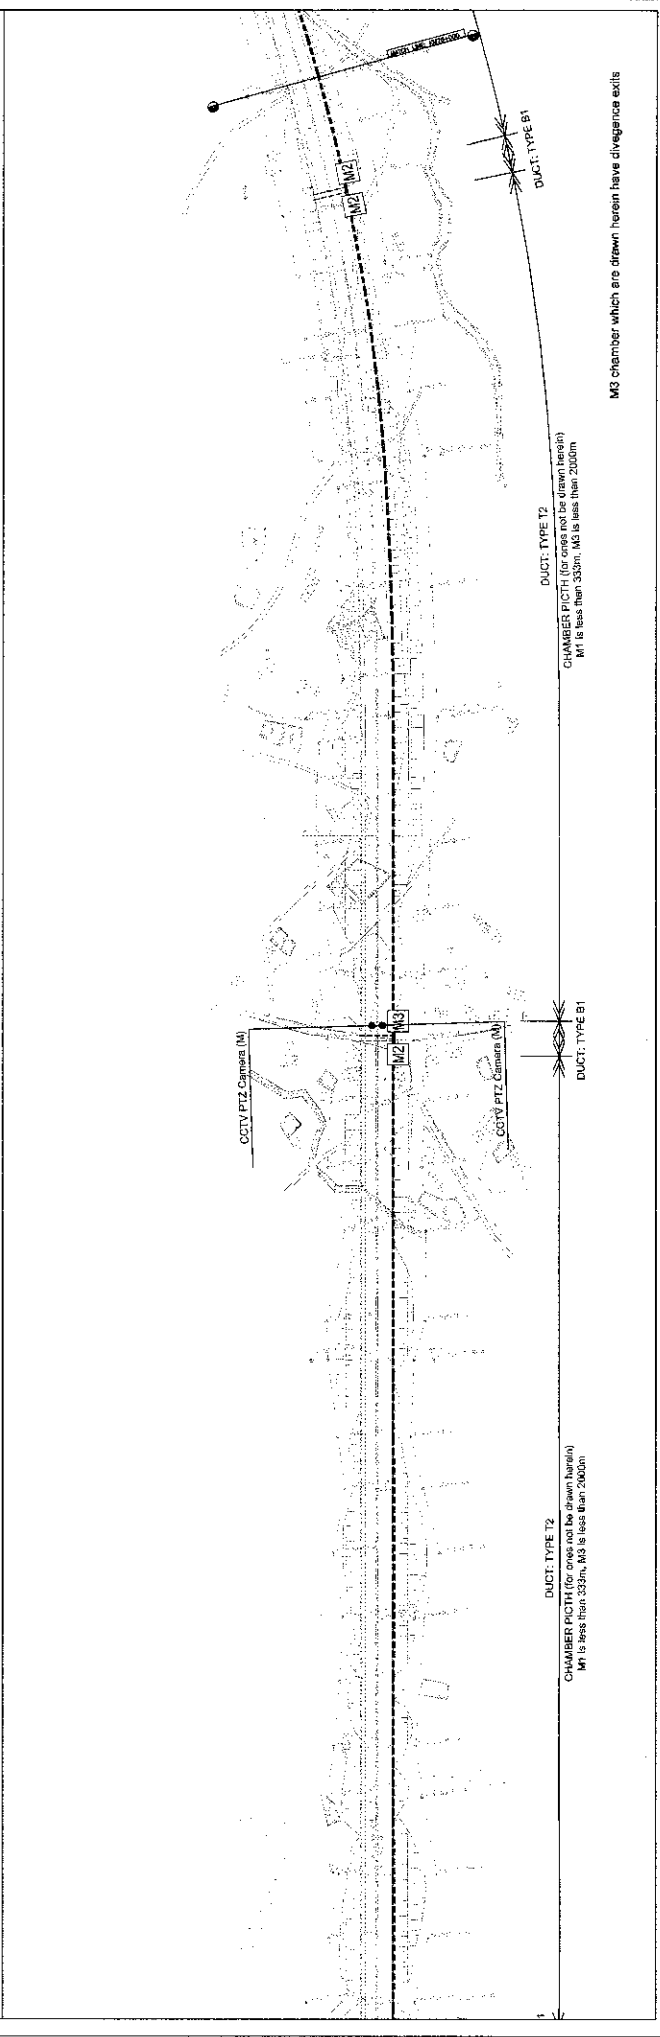 CCTV PTZ Camera (M)
M2
M3
M2
M2
CCTV PTZ Camera (M)
DUCT: TYPE T2
CHAMBER PICTH (for ones not be drawn herein)
M1 is less than 333m, M3 is less than 2000m
DUCT: TYPE B1
DUCT: TYPE T2
CHAMBER PICTH (for ones not be drawn herein)
M1 is less than 333m, M3 is less than 2000m
DUCT: TYPE B1
M3 chamber which are drawn herein have divegence exits